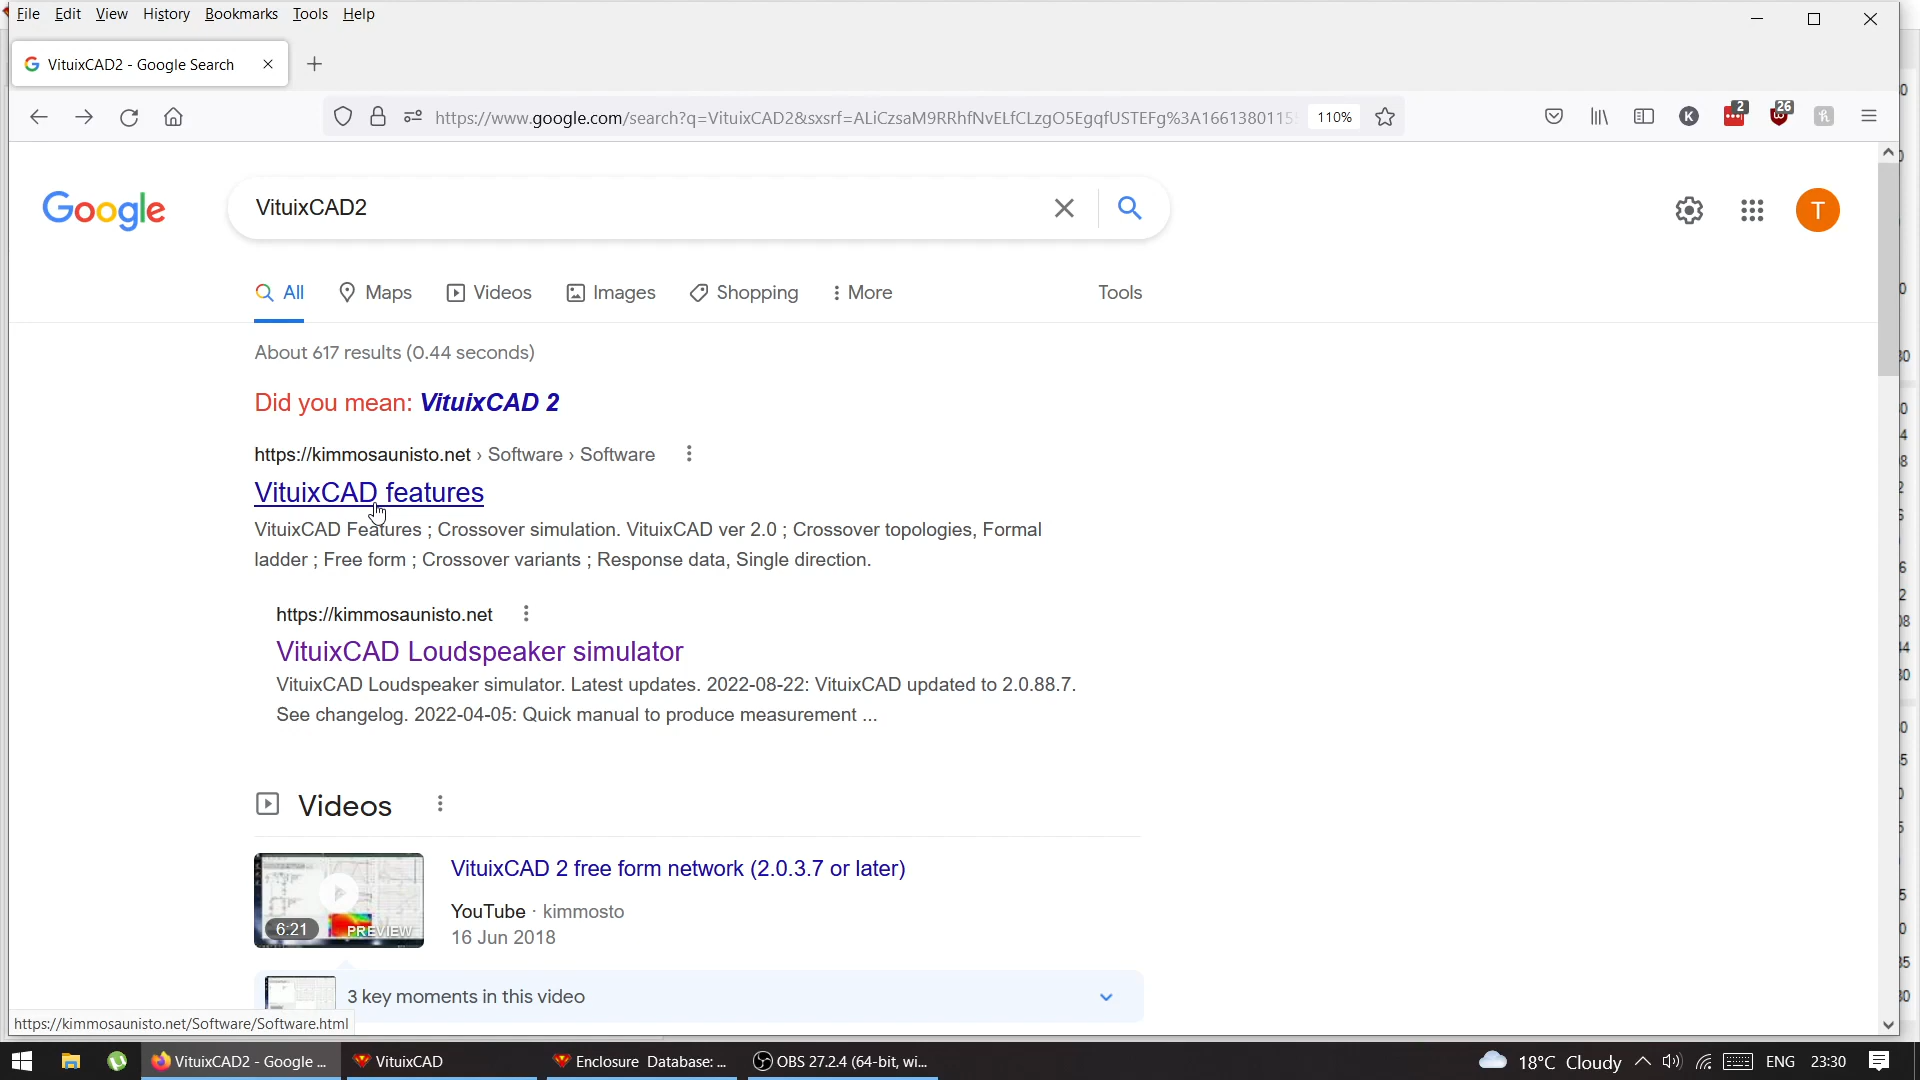 File Edit View History Bookmarks Tools Help
VituixCAD2 - Google Search
https://www.google.com/search?q=VituixCAD2&sxsrf=ALiCzsaM9RRhfNvELfCLzgO5EgqfUSTEFg%3A1661380115 110% 2 26
Google VituixCAD2 T
All Maps Videos Images Shopping More Tools
About 617 results (0.44 seconds)
Did you mean: VituixCAD 2
https://kimmosaunisto.net › Software › Software
VituixCAD features
VituixCAD Features ; Crossover simulation. VituixCAD ver 2.0 ; Crossover topologies, Formal
ladder ; Free form ; Crossover variants ; Response data, Single direction.
https://kimmosaunisto.net
VituixCAD Loudspeaker simulator
VituixCAD Loudspeaker simulator. Latest updates. 2022-08-22: VituixCAD updated to 2.0.88.7.
See changelog. 2022-04-05: Quick manual to produce measurement ...
Videos
VituixCAD 2 free form network (2.0.3.7 or later)
YouTube · kimmosto
6:21 PREVIEW
16 Jun 2018
3 key moments in this video
https://kimmosaunisto.net/Software/Software.html
VituixCAD2 - Google ... VituixCAD Enclosure Database: ... OBS 27.2.4 (64-bit, wi... 18°C Cloudy ENG 23:30